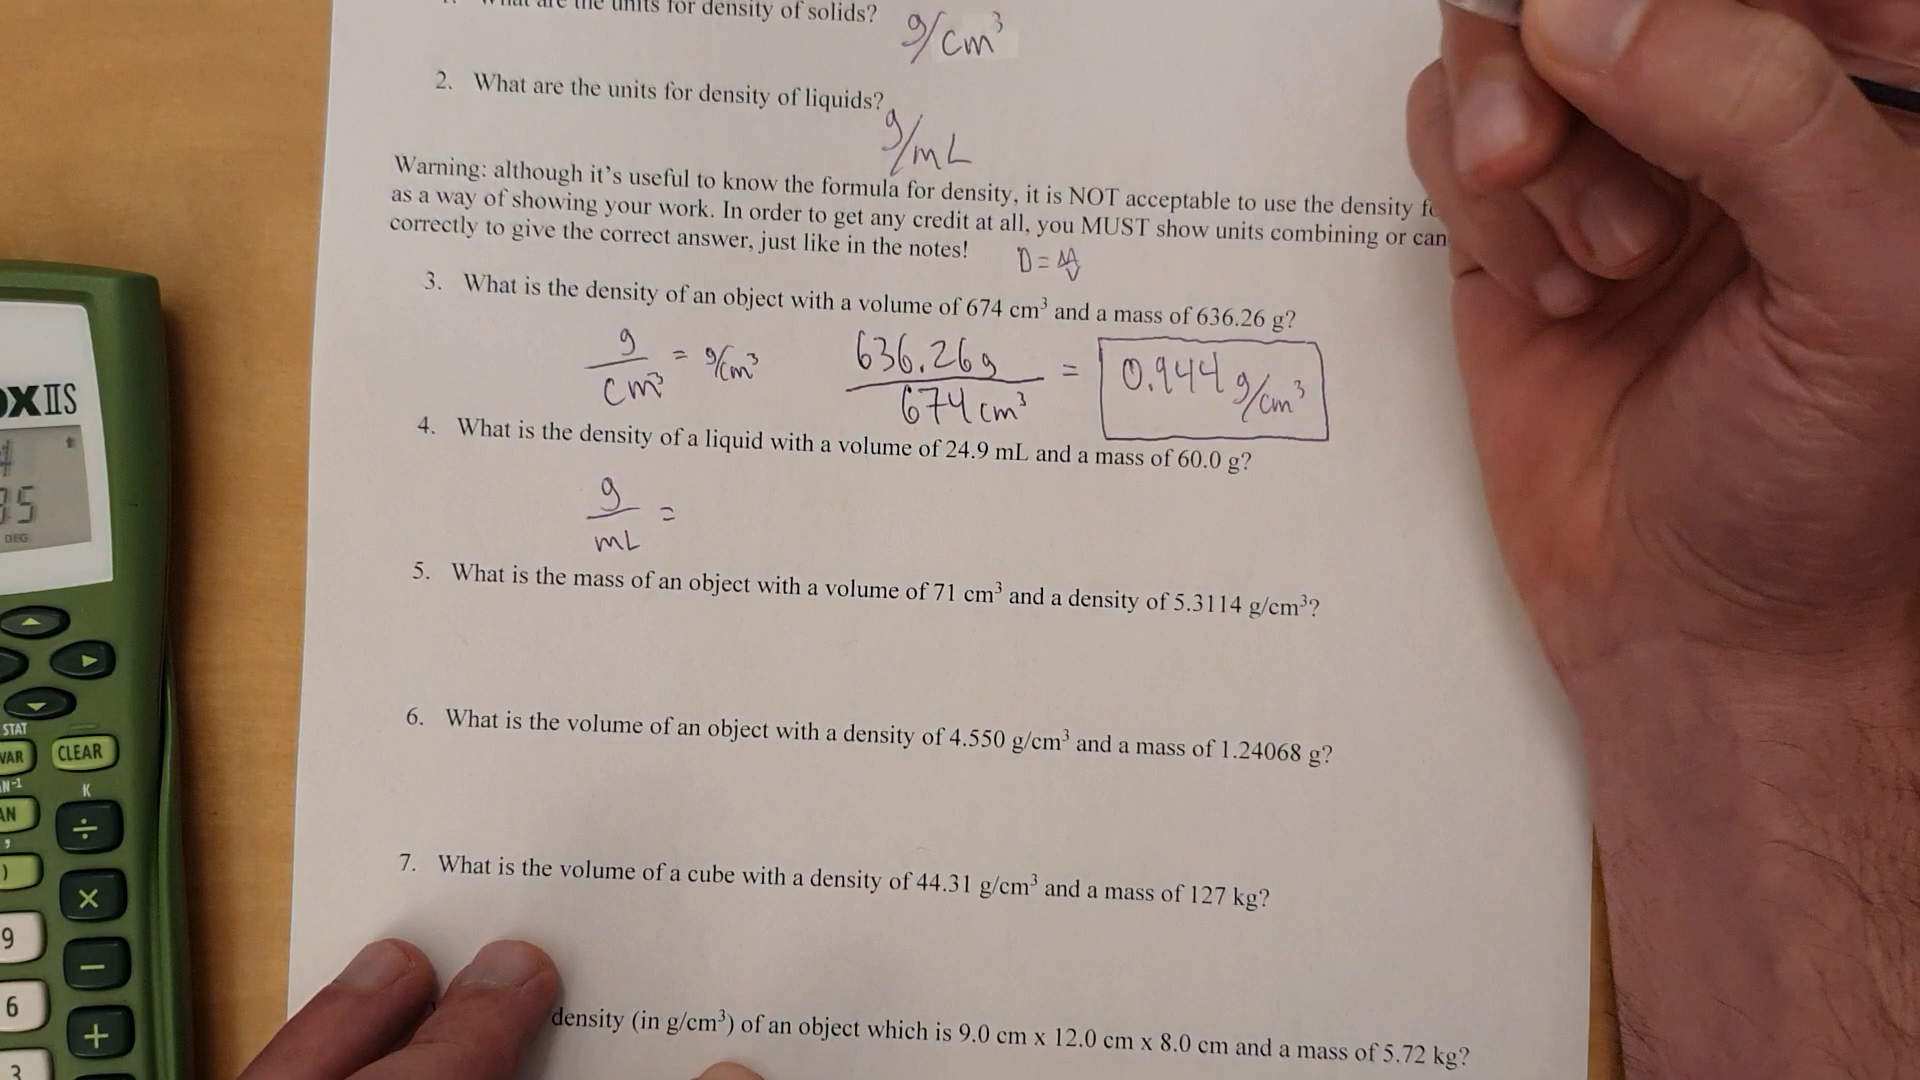 What are the units for density of solids? g/cm³
2. What are the units for density of liquids?
g/mL
Warning: although it's useful to know the formula for density, it is NOT acceptable to use the density
as a way of showing your work. In order to get any credit at all, you MUST show units combining or
correctly to give the correct answer, just like in the notes! D = M/V
3. What is the density of an object with a volume of 674 cm³ and a mass of 636.26 g?
g/cm³ = g/cm³ 636.26 g/674 cm³ = 0.944 g/cm³
4. What is the density of a liquid with a volume of 24.9 mL and a mass of 60.0 g?
g/mL =
5. What is the mass of an object with a volume of 71 cm³ and a density of 5.3114 g/cm³?
6. What is the volume of an object with a density of 4.550 g/cm³ and a mass of 1.24068 g?
7. What is the volume of a cube with a density of 44.31 g/cm³ and a mass of 127 kg?
density (in g/cm³) of an object which is 9.0 cm x 12.0 cm x 8.0 cm and a mass of 5.72 kg?
XIIS
DEG
STAT
VAR CLEAR
K
÷
)
×
9
−
6
+
3